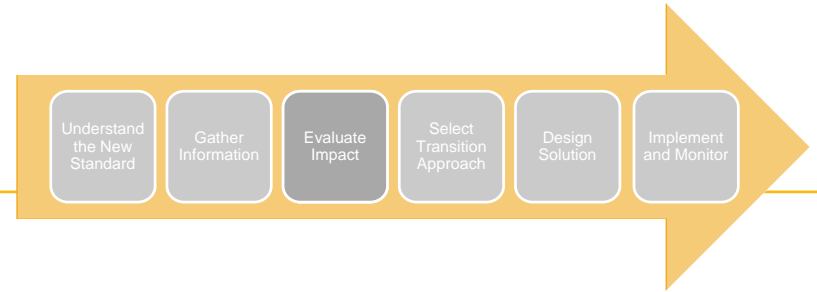 Understand
the New
Standard
Gather
Information
Evaluate
Impact
Select
Transition
Approach
Design
Solution
Implement
and Monitor